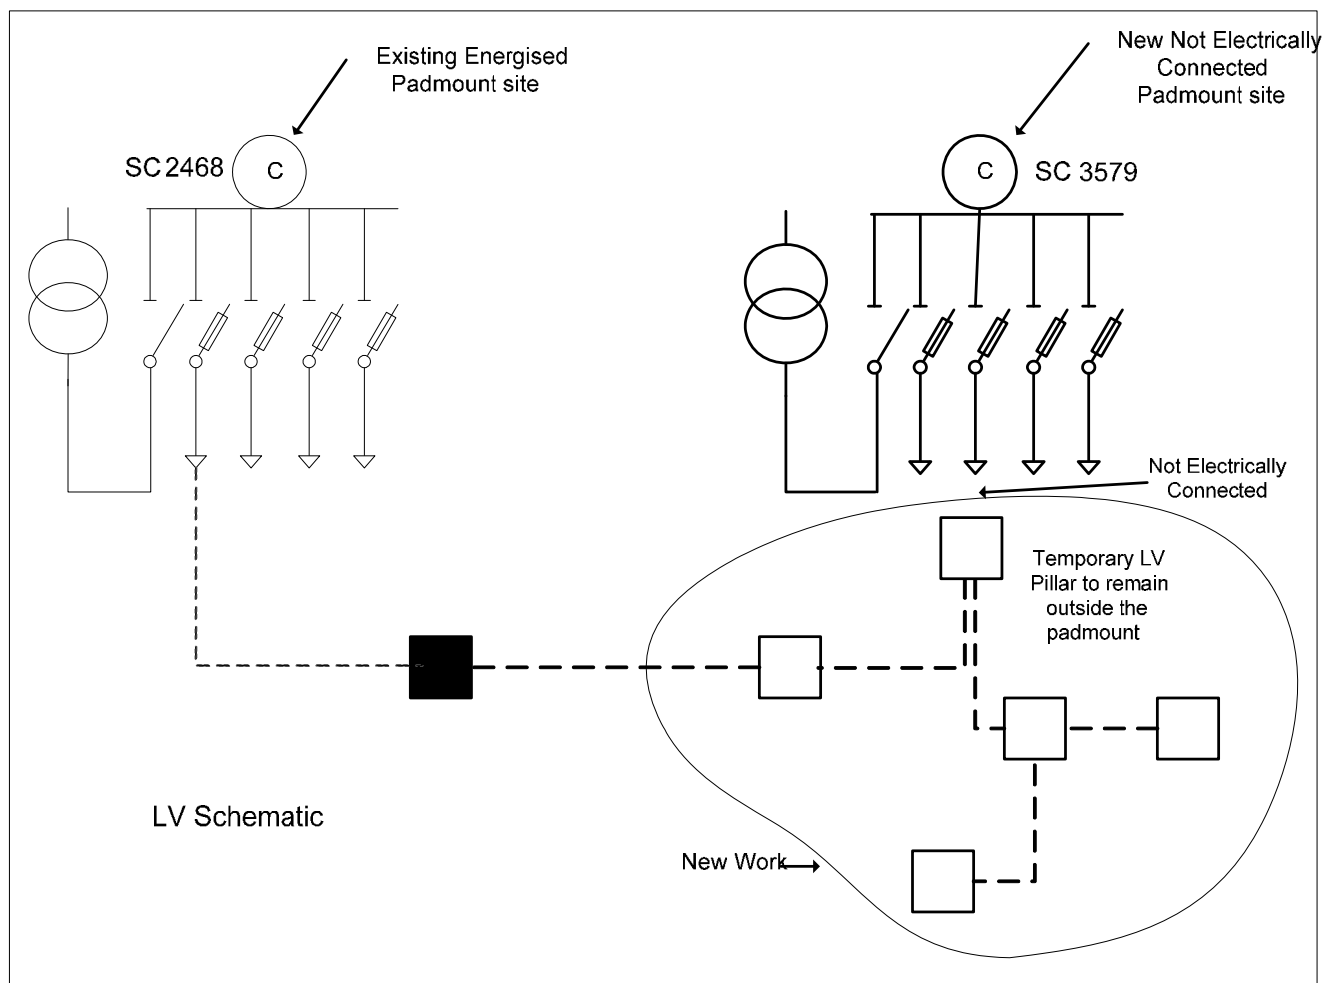 Existing Energised
Padmount site
New Not Electrically
Connected
Padmount site
SC 2468
C
C
SC 3579
Not Electrically
Connected
Temporary LV
Pillar to remain
outside the
padmount
LV Schematic
New Work